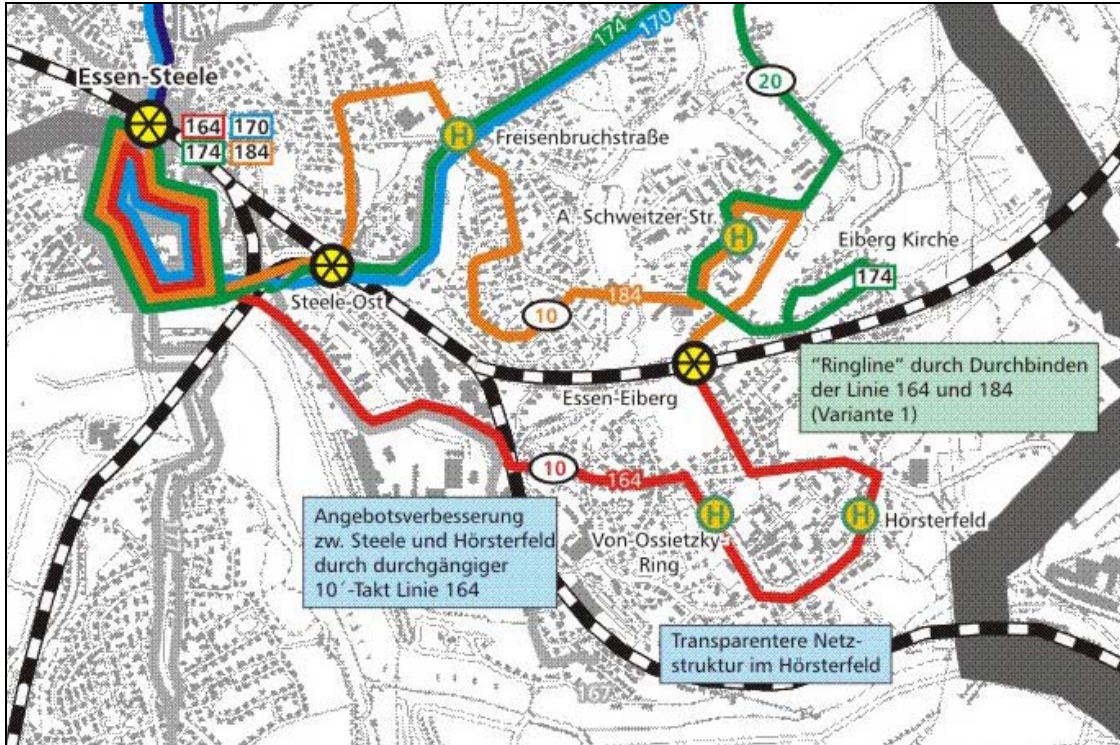 174
170
20
Essen-Steele
164 170
174 184
H
Freisenbruchstraße
A. Schweitzer Str.
H
Eiberg Kirche
174
Steele-Ost
184
10
"Ringline" durch Durchbinden
der Linie 164 und 184
(Variante 1)
Essen-Eiberg
10
164
Angebotsverbesserung
zw. Steele und Hörsterfeld
durch durchgängiger
10´-Takt Linie 164
H
Von-Ossietzky-
Ring
H
Hörsterfeld
Transparentere Netz-
struktur im Hörsterfeld
167